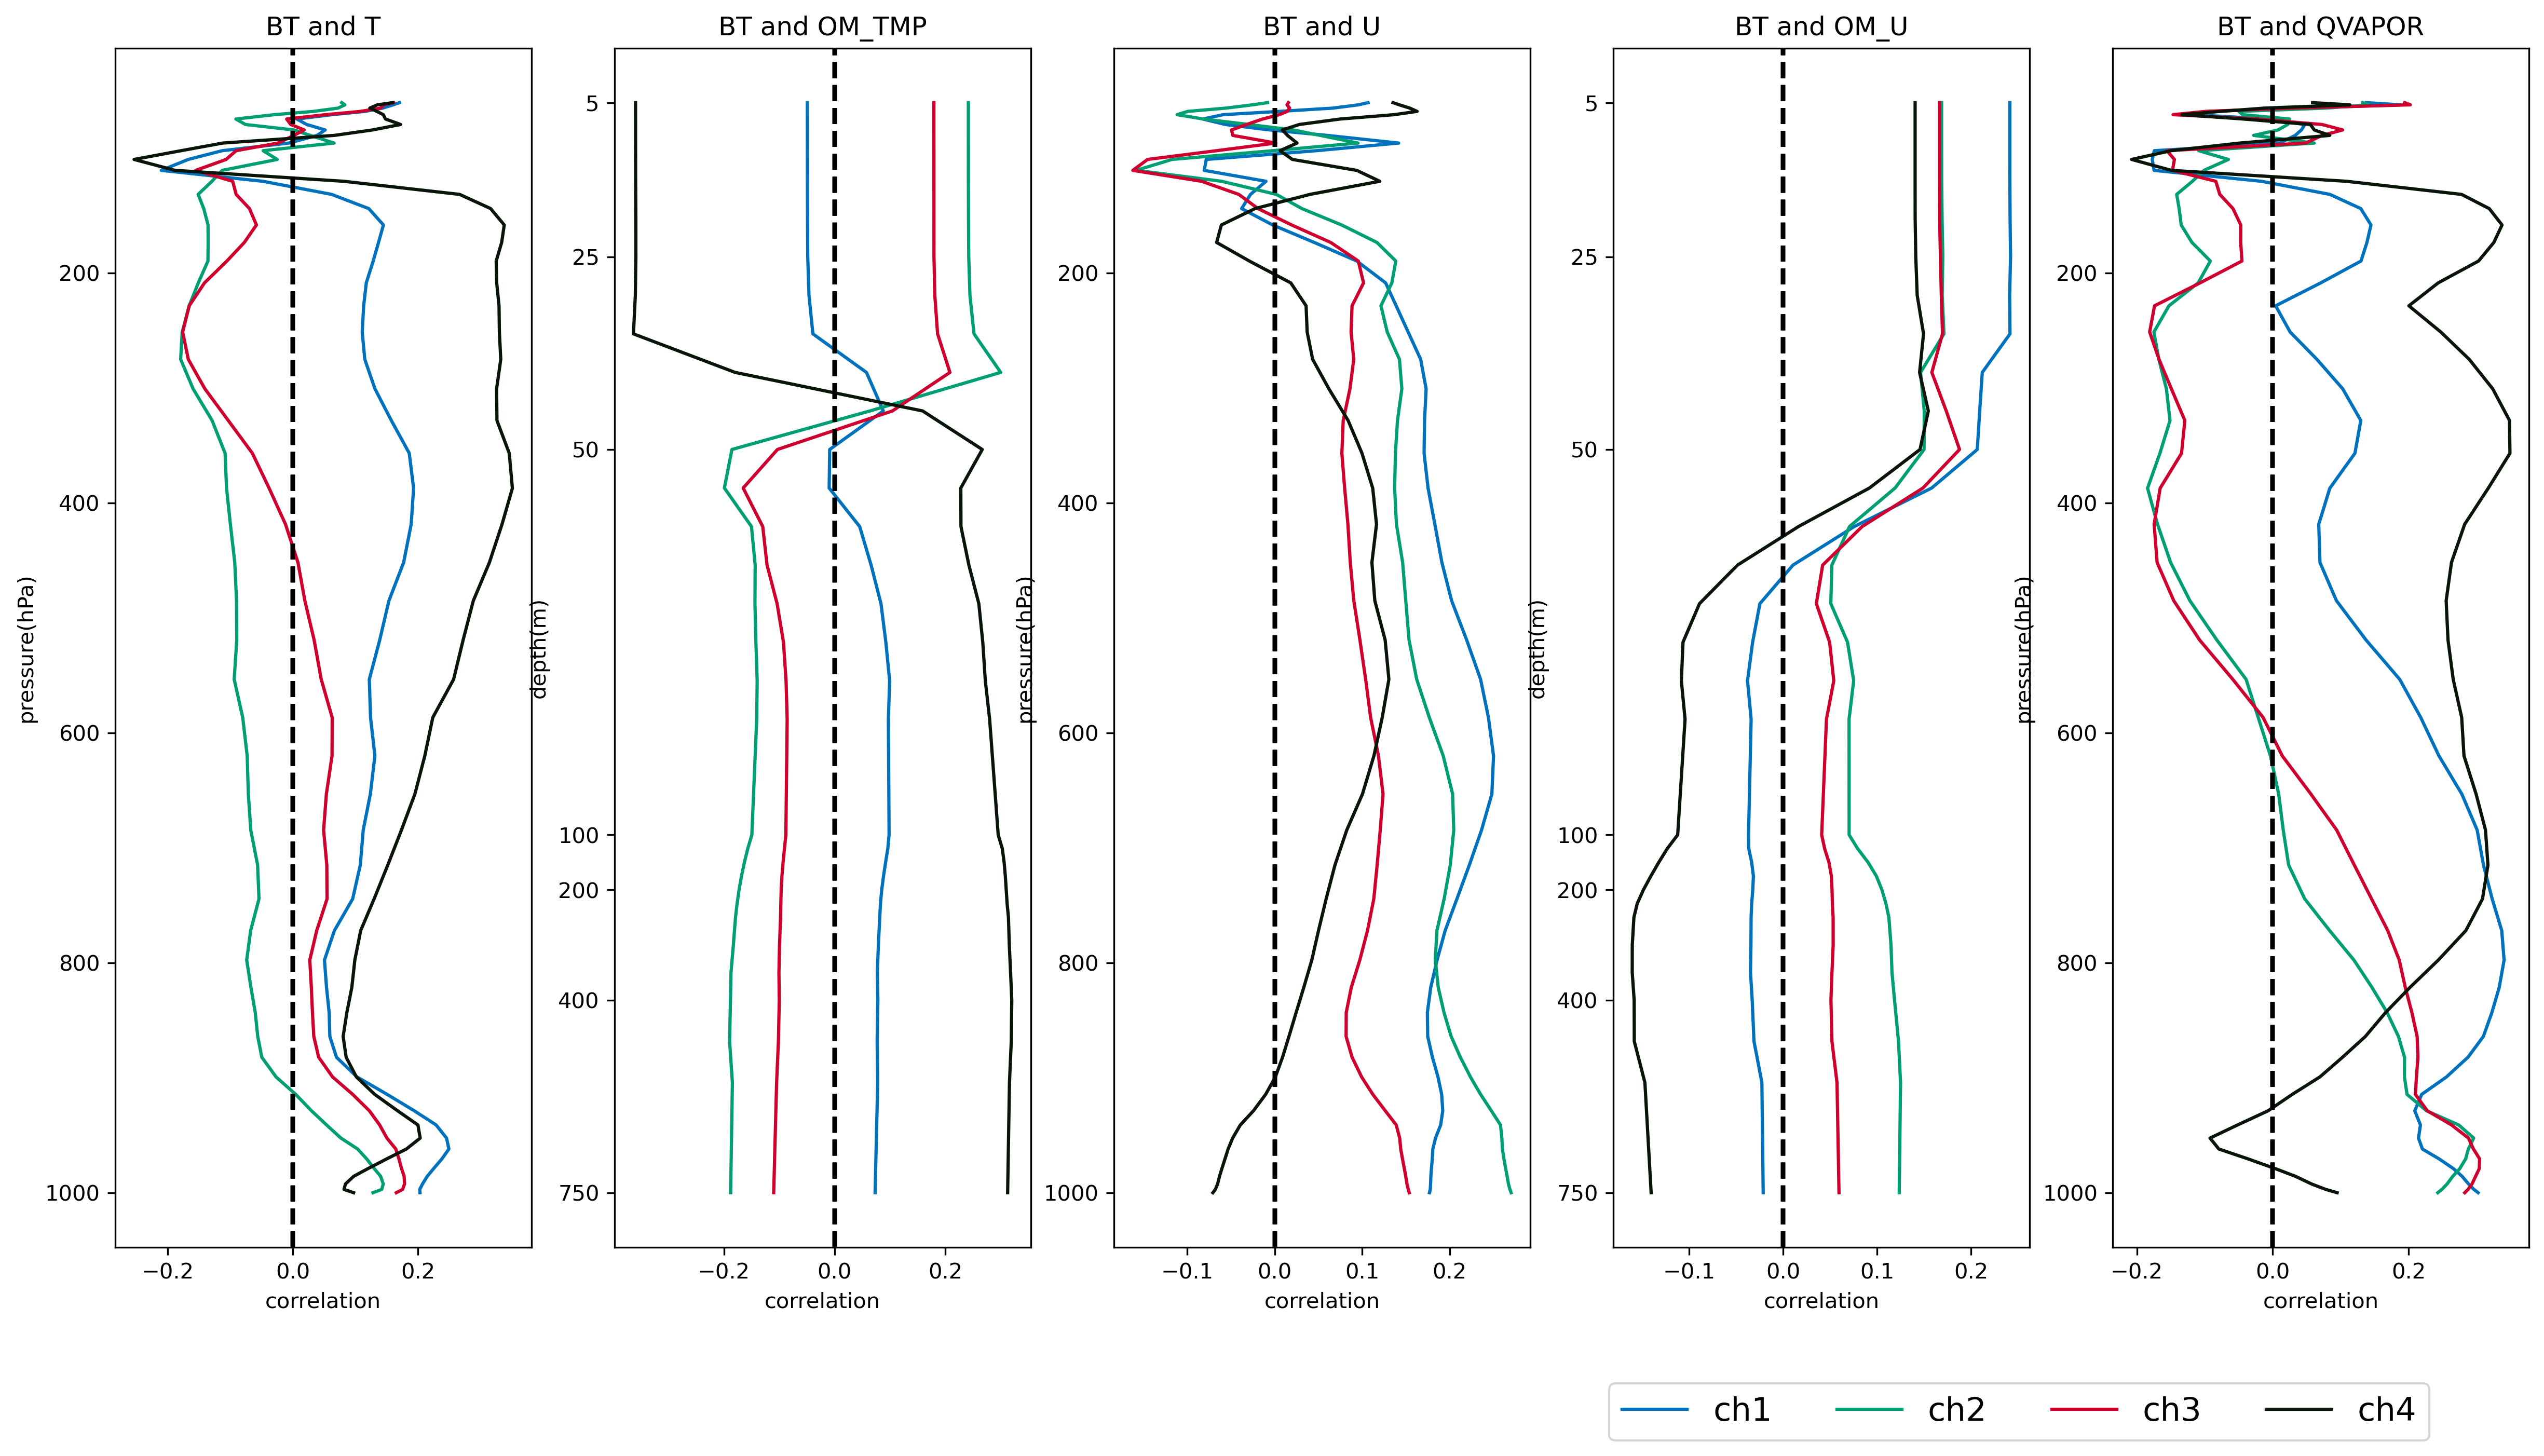 BT and T
BT and OM_TMP
BT and U
BT and OM_U
BT and QVAPOR
pressure(hPa)
200
400
600
800
1000
−0.2
0.0
0.2
correlation
depth(m)
5
25
50
100
200
400
750
−0.2
0.0
0.2
correlation
pressure(hPa)
200
400
600
800
1000
−0.1
0.0
0.1
0.2
correlation
depth(m)
5
25
50
100
200
400
750
−0.1
0.0
0.1
0.2
correlation
pressure(hPa)
200
400
600
800
1000
−0.2
0.0
0.2
correlation
ch1
ch2
ch3
ch4